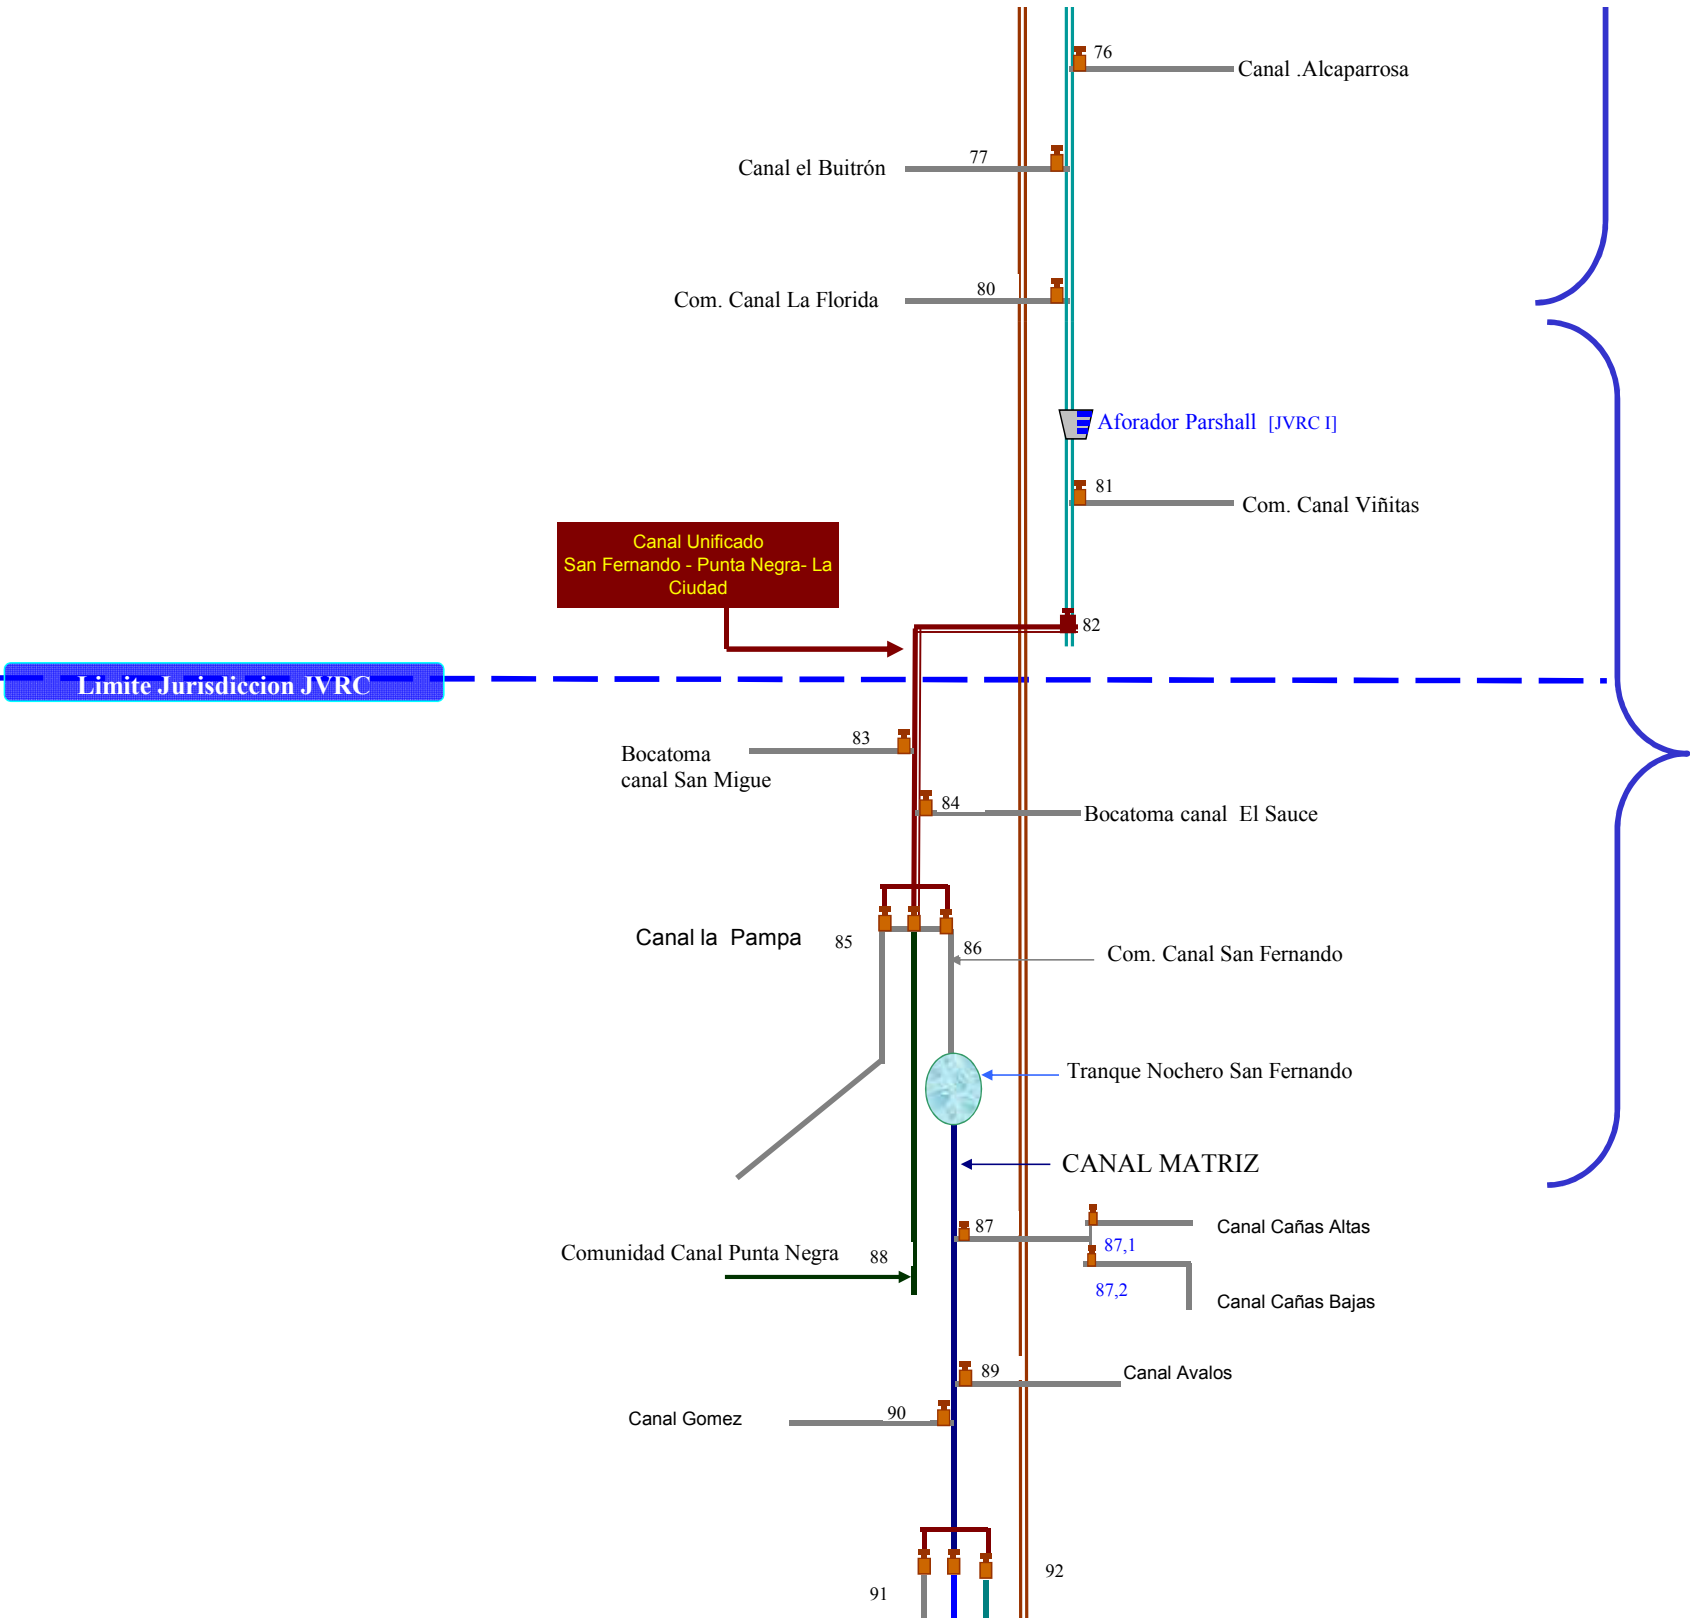 76
Canal .Alcaparrosa
77
Canal el Buitrón
80
Com. Canal La Florida
Aforador Parshall [JVRC I]
81
Com. Canal Viñitas
Canal Unificado
San Fernando - Punta Negra- La
Ciudad
82
Limite Jurisdiccion JVRC
83
Bocatoma
canal San Migue
84
Bocatoma canal El Sauce
Canal la Pampa
85
86
Com. Canal San Fernando
Tranque Nochero San Fernando
CANAL MATRIZ
87
Canal Cañas Altas
87,1
Comunidad Canal Punta Negra
88
87,2
Canal Cañas Bajas
89
Canal Avalos
90
Canal Gomez
92
91